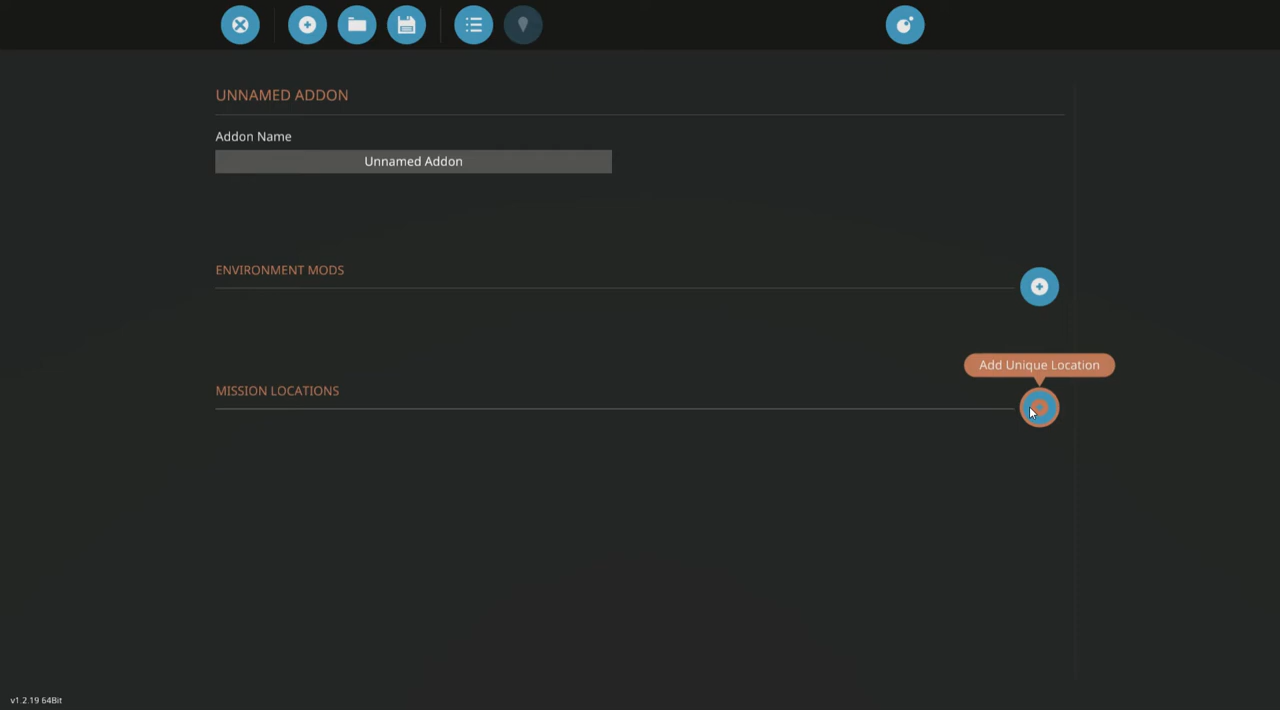 UNNAMED ADDON
Addon Name
Unnamed Addon
ENVIRONMENT MODS
Add Unique Location
MISSION LOCATIONS
v1.2.19 64Bit